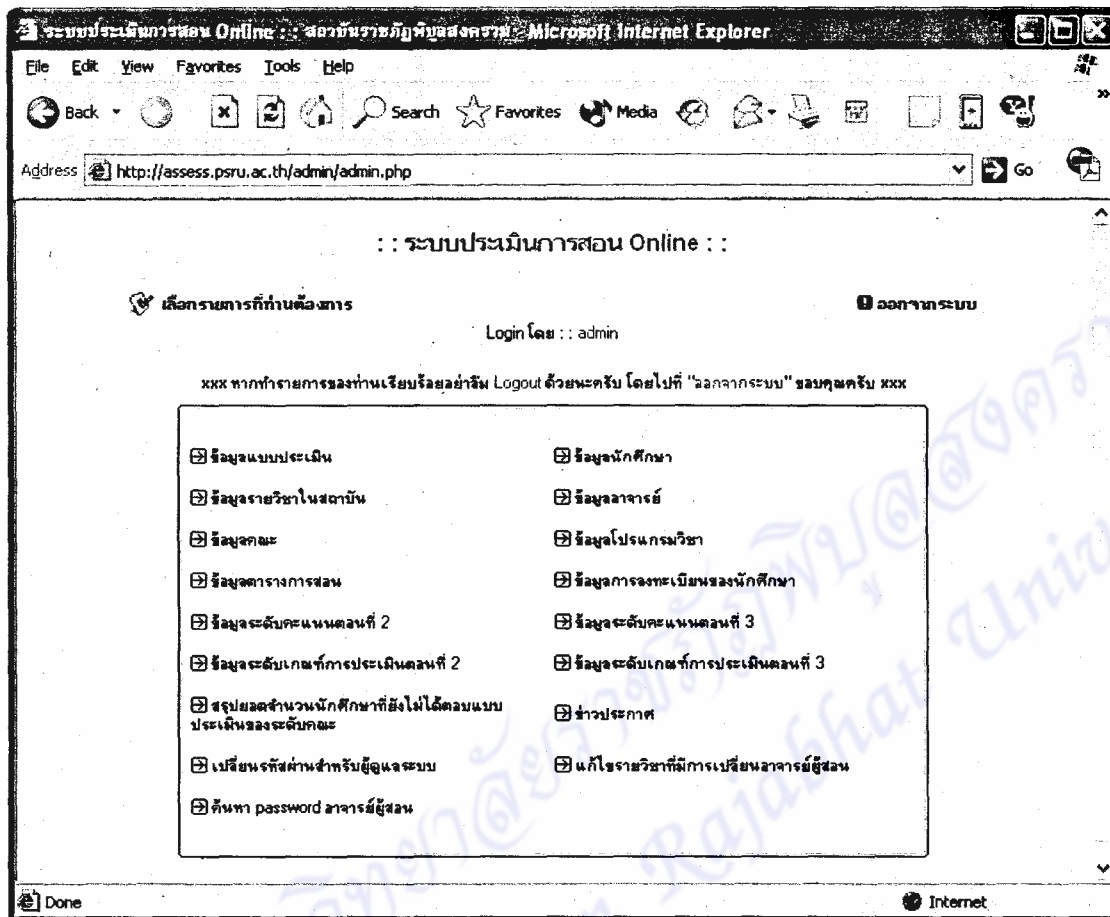 ระบบประเมินการสอน Online : : สถาบันราชภัฏพิบูลสงคราม - Microsoft Internet Explorer
File Edit View Favorites Tools Help
Back Search Favorites Media »
Address http://assess.psru.ac.th/admin/admin.php Go
: : ระบบประเมินการสอน Online : :
เลือกรายการที่ท่านต้องการ ออกจากระบบ
Login โดย : : admin
xxx หากทำรายการของท่านเรียบร้อยอย่าลืม Logout ด้วยนะครับ โดยไปที่ "ออกจากระบบ" ขอบคุณครับ xxx
ข้อมูลแบบประเมิน ข้อมูลนักศึกษา
ข้อมูลรายวิชาในสถาบัน ข้อมูลอาจารย์
ข้อมูลคณะ ข้อมูลโปรแกรมวิชา
ข้อมูลตารางการสอน ข้อมูลการลงทะเบียนของนักศึกษา
ข้อมูลระดับคะแนนตอนที่ 2 ข้อมูลระดับคะแนนตอนที่ 3
ข้อมูลระดับเกณฑ์การประเมินตอนที่ 2 ข้อมูลระดับเกณฑ์การประเมินตอนที่ 3
สรุปยอดจำนวนนักศึกษาที่ยังไม่ได้ตอบแบบ
ประเมินของระดับคณะ ข่าวประกาศ
เปลี่ยนรหัสผ่านสำหรับผู้ดูแลระบบ แก้ไขรายวิชาที่มีการเปลี่ยนอาจารย์ผู้สอน
ค้นหา password อาจารย์ผู้สอน
Done Internet